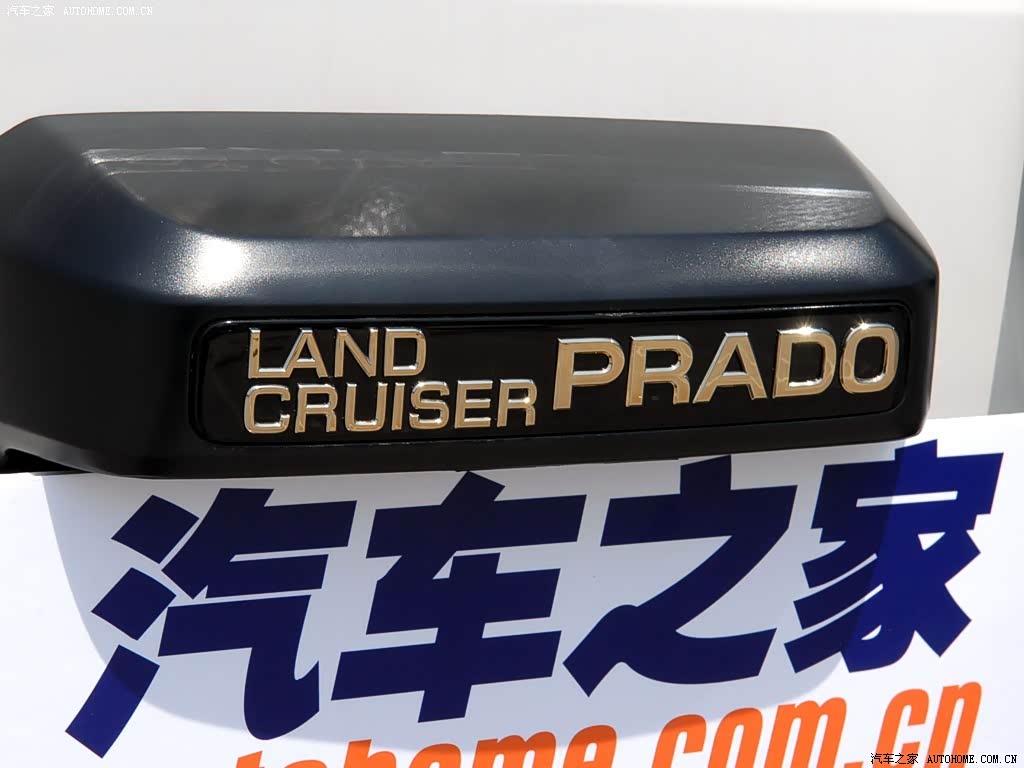 汽车之家 AUTOHOME.COM.CN
LAND
CRUISER PRADO
汽车之家
autohome.com.cn
汽车之家 AUTOHOME.COM.CN